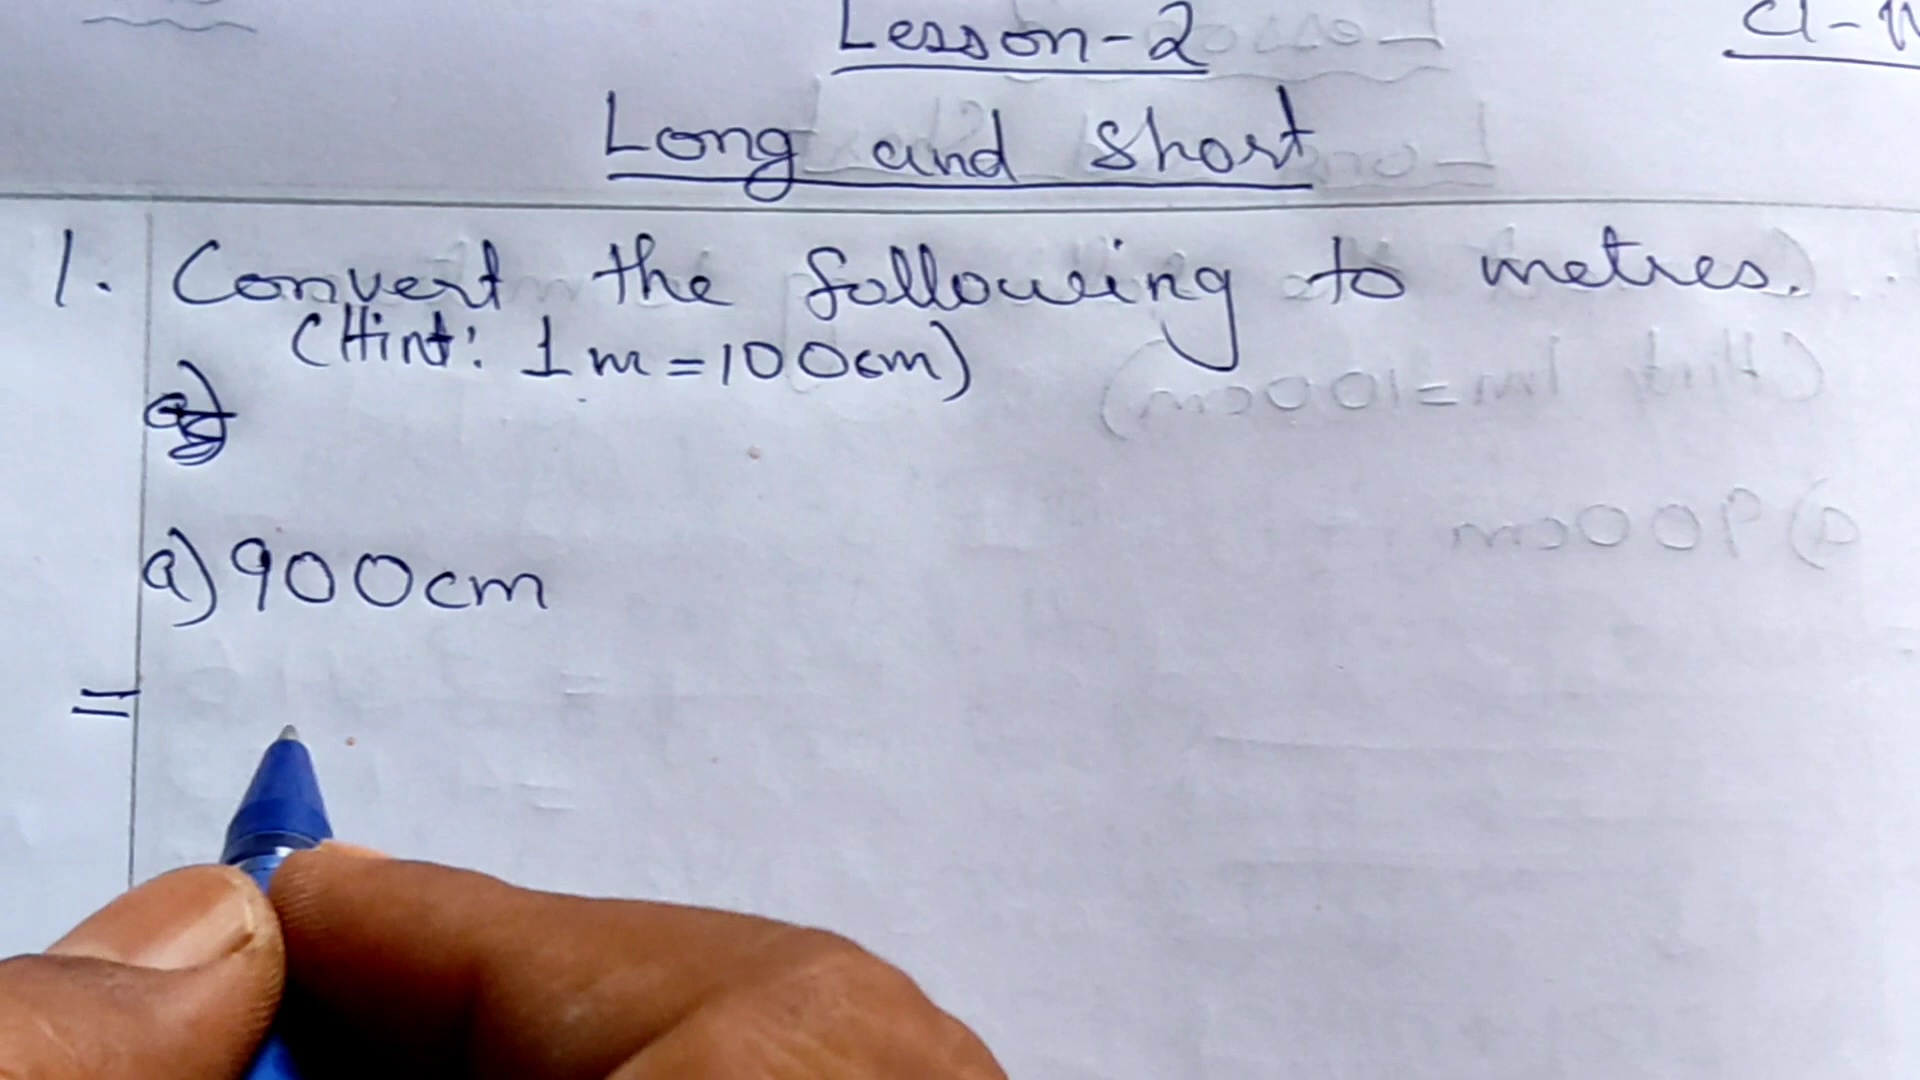 Lesson-2
Long and Short
1. Convert the following to metres.
(Hint: 1m=100cm)
a) 900cm
=